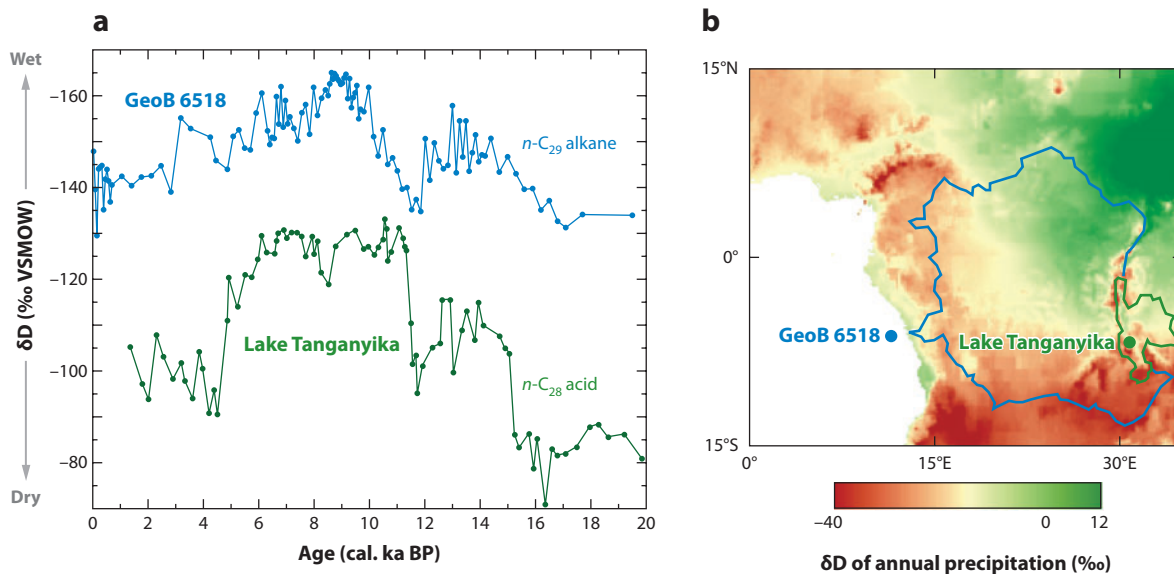 a
Wet
δD (‰ VSMOW)
Dry
−160
−140
−120
−100
−80
GeoB 6518
n-C29 alkane
Lake Tanganyika
n-C28 acid
0 2 4 6 8 10 12 14 16 18 20
Age (cal. ka BP)
b
15°N
0°
15°S
GeoB 6518
Lake Tanganyika
0° 15°E 30°E
−40 0 12
δD of annual precipitation (‰)